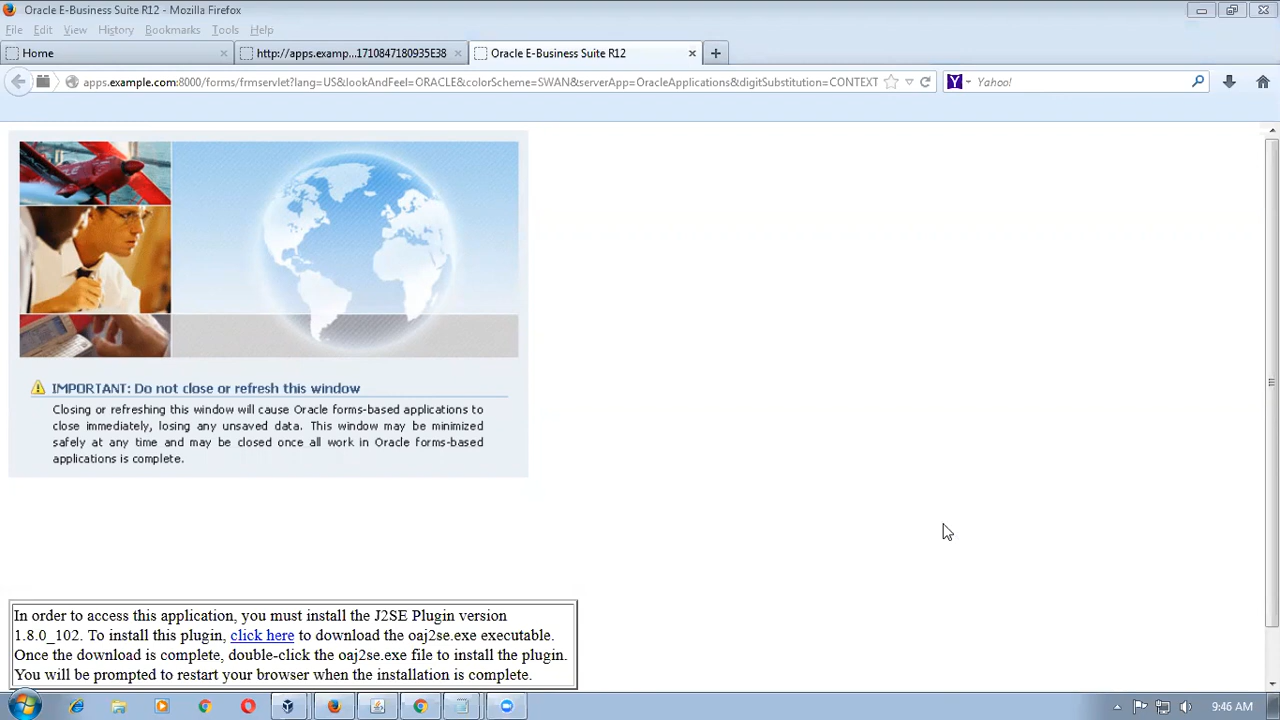 Oracle E-Business Suite R12 - Mozilla Firefox
File Edit View History Bookmarks Tools Help
Home
http://apps.examp...1710847180935E38
Oracle E-Business Suite R12
apps.example.com:8000/forms/frmservlet?lang=US&lookAndFeel=ORACLE&colorScheme=SWAN&serverApp=OracleApplications&digitSubstitution=CONTEXT
Yahoo!
IMPORTANT: Do not close or refresh this window
Closing or refreshing this window will cause Oracle forms-based applications to
close immediately, losing any unsaved data. This window may be minimized
safely at any time and may be closed once all work in Oracle forms-based
applications is complete.
In order to access this application, you must install the J2SE Plugin version
1.8.0_102. To install this plugin, click here to download the oaj2se.exe executable.
Once the download is complete, double-click the oaj2se.exe file to install the plugin.
You will be prompted to restart your browser when the installation is complete.
9:46 AM